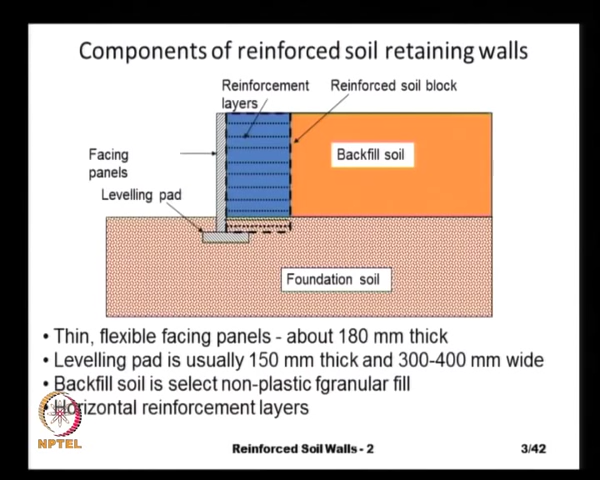 Components of reinforced soil retaining walls
Reinforcement layers
Reinforced soil block
Facing panels
Backfill soil
Levelling pad
Foundation soil
• Thin, flexible facing panels - about 180 mm thick
• Levelling pad is usually 150 mm thick and 300-400 mm wide
• Backfill soil is select non-plastic fgranular fill
• Horizontal reinforcement layers
NPTEL
Reinforced Soil Walls - 2
3/42